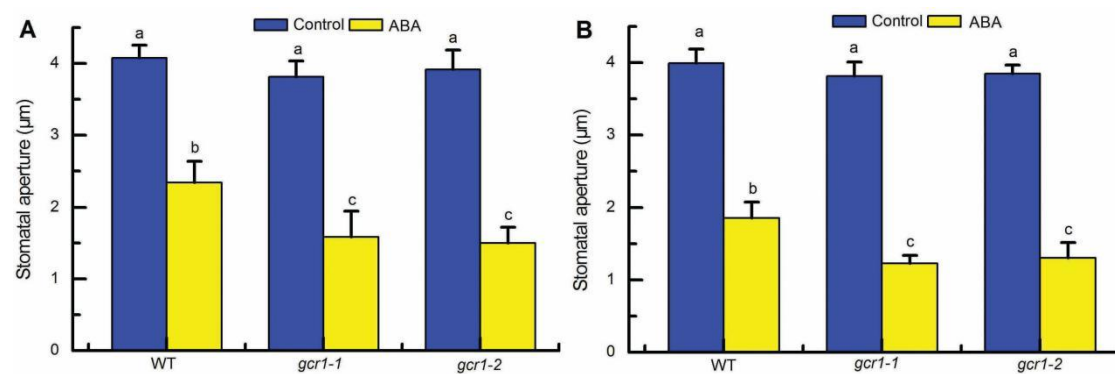 A
Control ABA
Stomatal aperture (µm)
4
3
2
1
0
a
b
a
c
a
c
WT gcr1-1 gcr1-2
B
Control ABA
Stomatal aperture (µm)
4
3
2
1
0
a
b
a
c
a
c
WT gcr1-1 gcr1-2